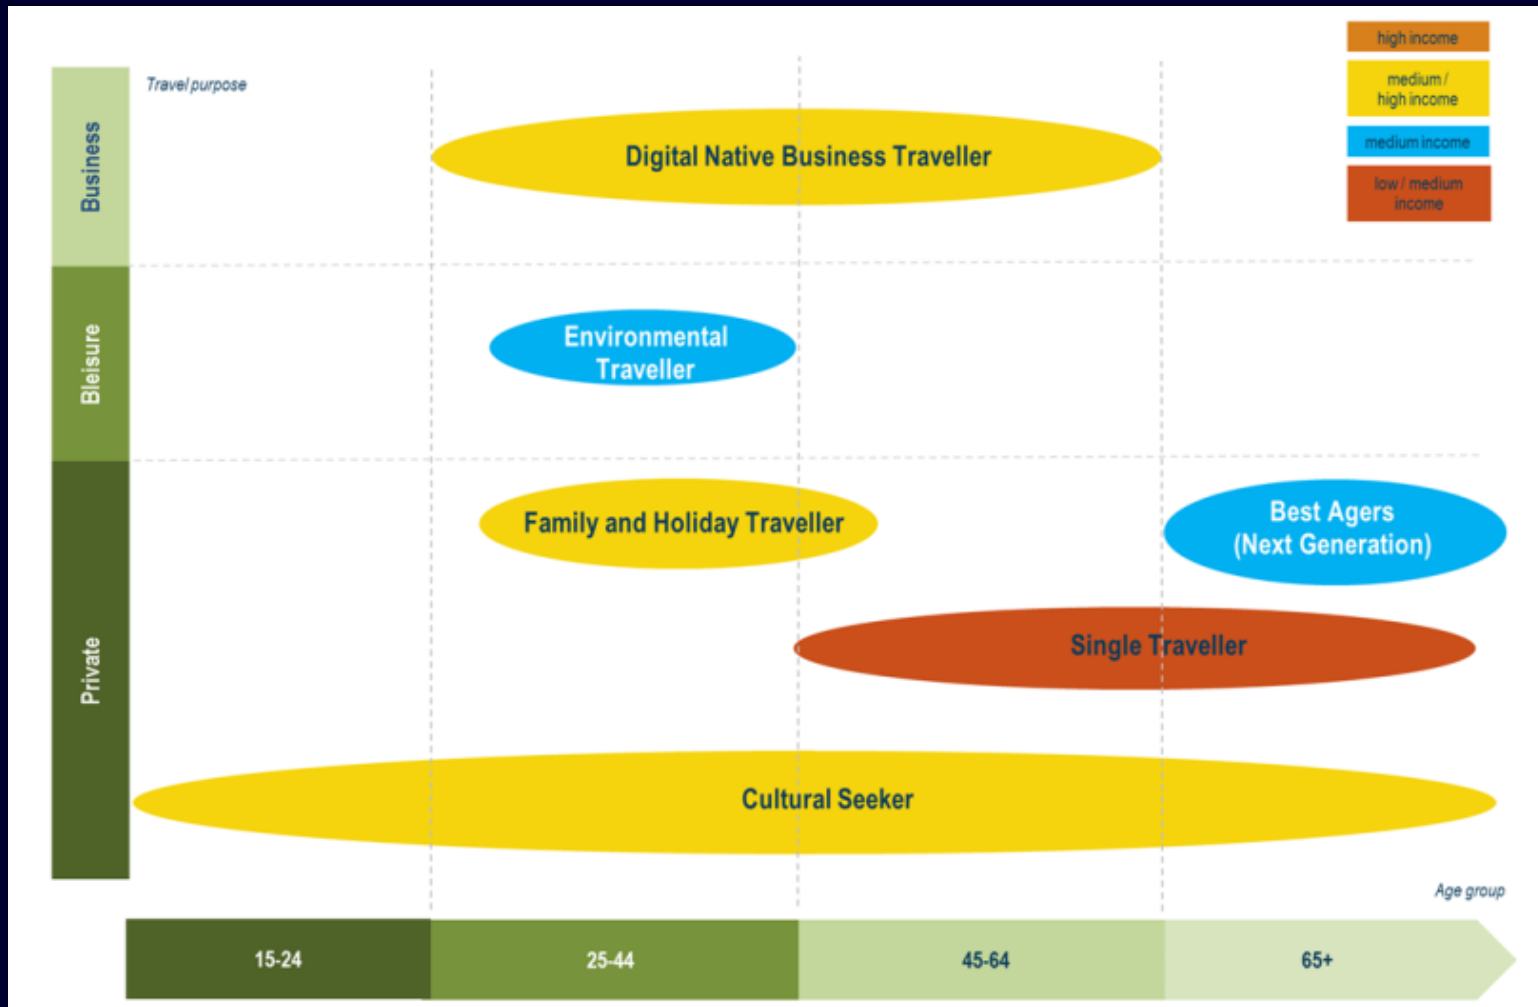 high income
medium /
high income
medium income
low / medium
income
Travel purpose
Business
Digital Native Business Traveller
Bleisure
Environmental
Traveller
Private
Family and Holiday Traveller
Best Agers
(Next Generation)
Single Traveller
Cultural Seeker
Age group
15-24
25-44
45-64
65+